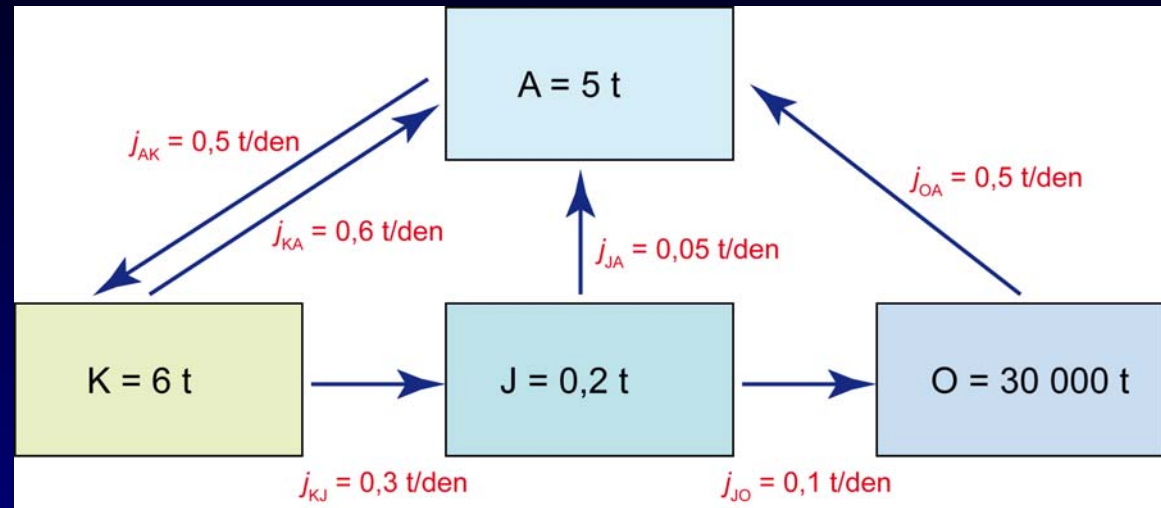 A = 5 t
j_AK = 0,5 t/den
j_OA = 0,5 t/den
j_KA = 0,6 t/den
j_JA = 0,05 t/den
K = 6 t
J = 0,2 t
O = 30 000 t
j_KJ = 0,3 t/den
j_JO = 0,1 t/den